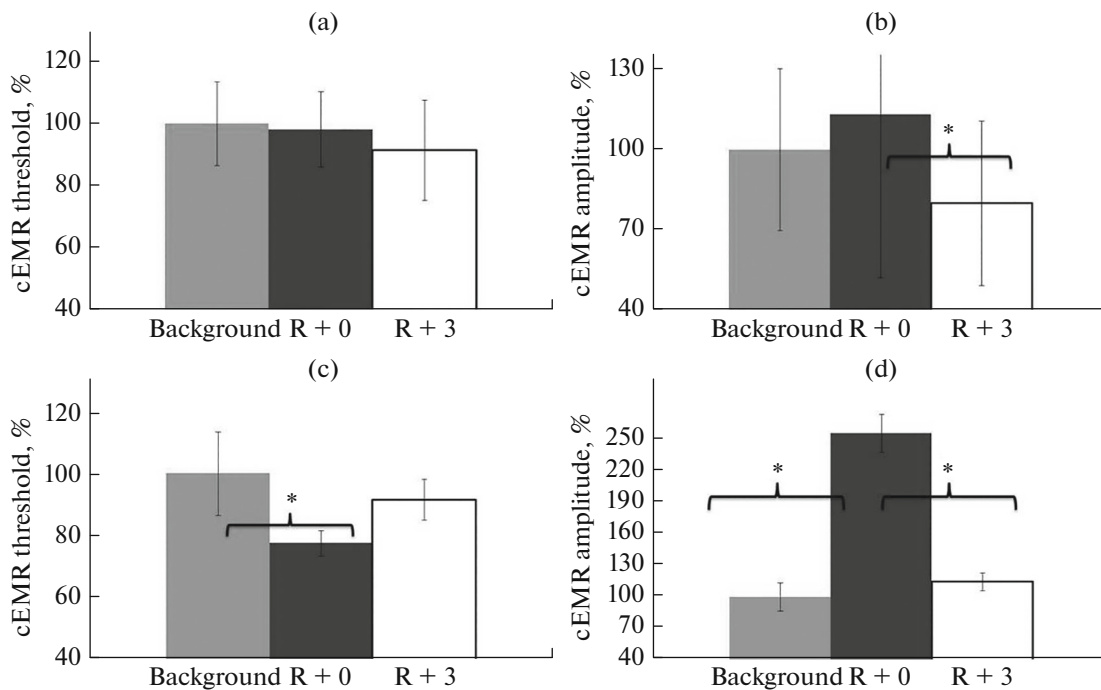 (a)
cEMR threshold, %
120
100
80
60
40
Background R + 0 R + 3
(b)
cEMR amplitude, %
130
100
70
40
*
Background R + 0 R + 3
(c)
cEMR threshold, %
120
100
80
60
40
*
Background R + 0 R + 3
(d)
cEMR amplitude, %
250
220
190
160
130
100
70
40
* *
Background R + 0 R + 3